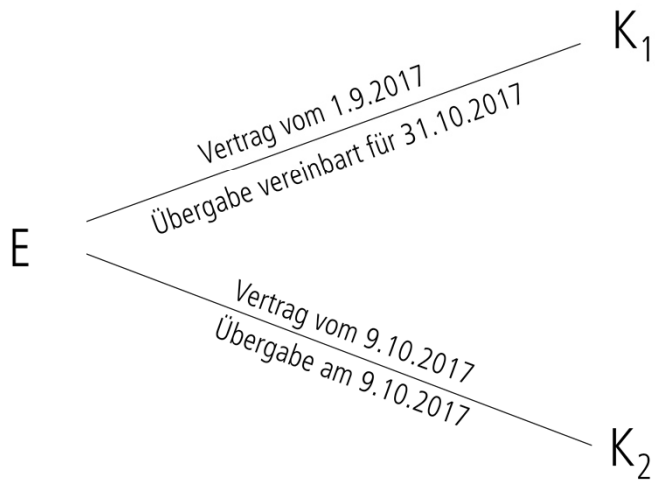 K₁
Vertrag vom 1.9.2017
Übergabe vereinbart für 31.10.2017
E
Vertrag vom 9.10.2017
Übergabe am 9.10.2017
K₂